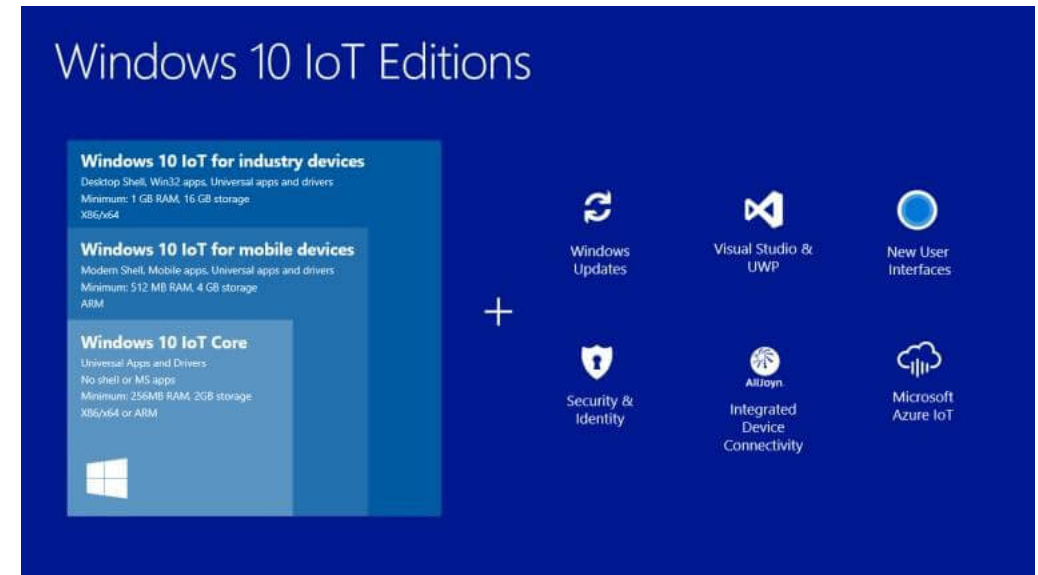 Windows 10 IoT Editions
Windows 10 IoT for industry devices
Desktop Shell, Win32 apps, Universal apps and drivers
Minimum: 1 GB RAM, 16 GB storage
X86/x64
Windows 10 IoT for mobile devices
Modern Shell, Mobile apps, Universal apps and drivers
Minimum: 512 MB RAM, 4 GB storage
ARM
Windows 10 IoT Core
Universal Apps and Drivers
No shell or MS apps
Minimum: 256MB RAM, 2GB storage
X86/x64 or ARM
+
Windows
Updates
Visual Studio &
UWP
New User
Interfaces
Security &
Identity
AllJoyn.
Integrated
Device
Connectivity
Microsoft
Azure IoT